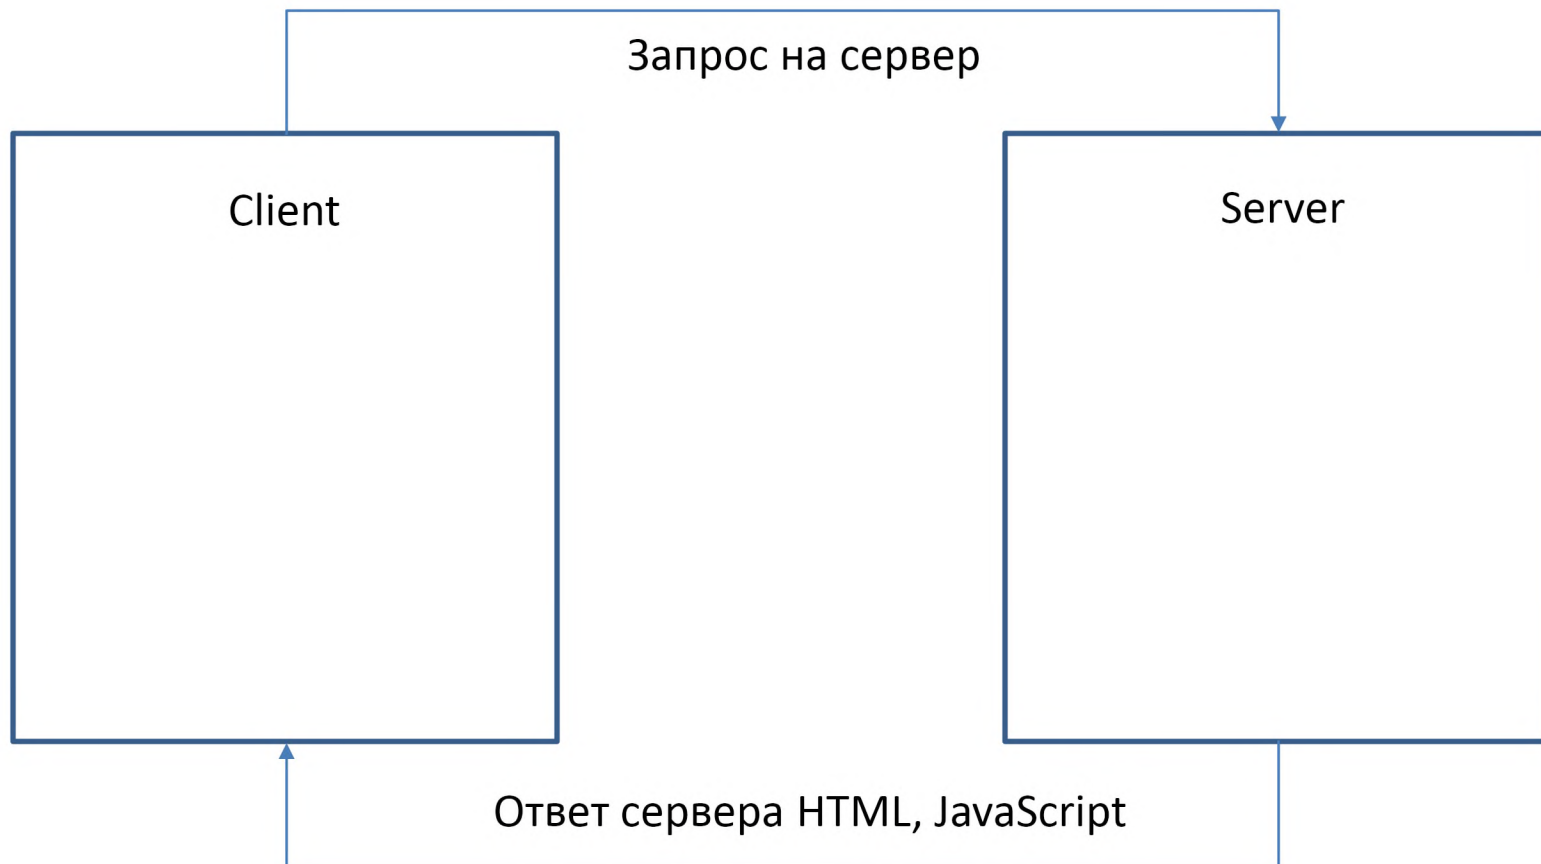 Запрос на сервер
Client
Server
Ответ сервера HTML, JavaScript